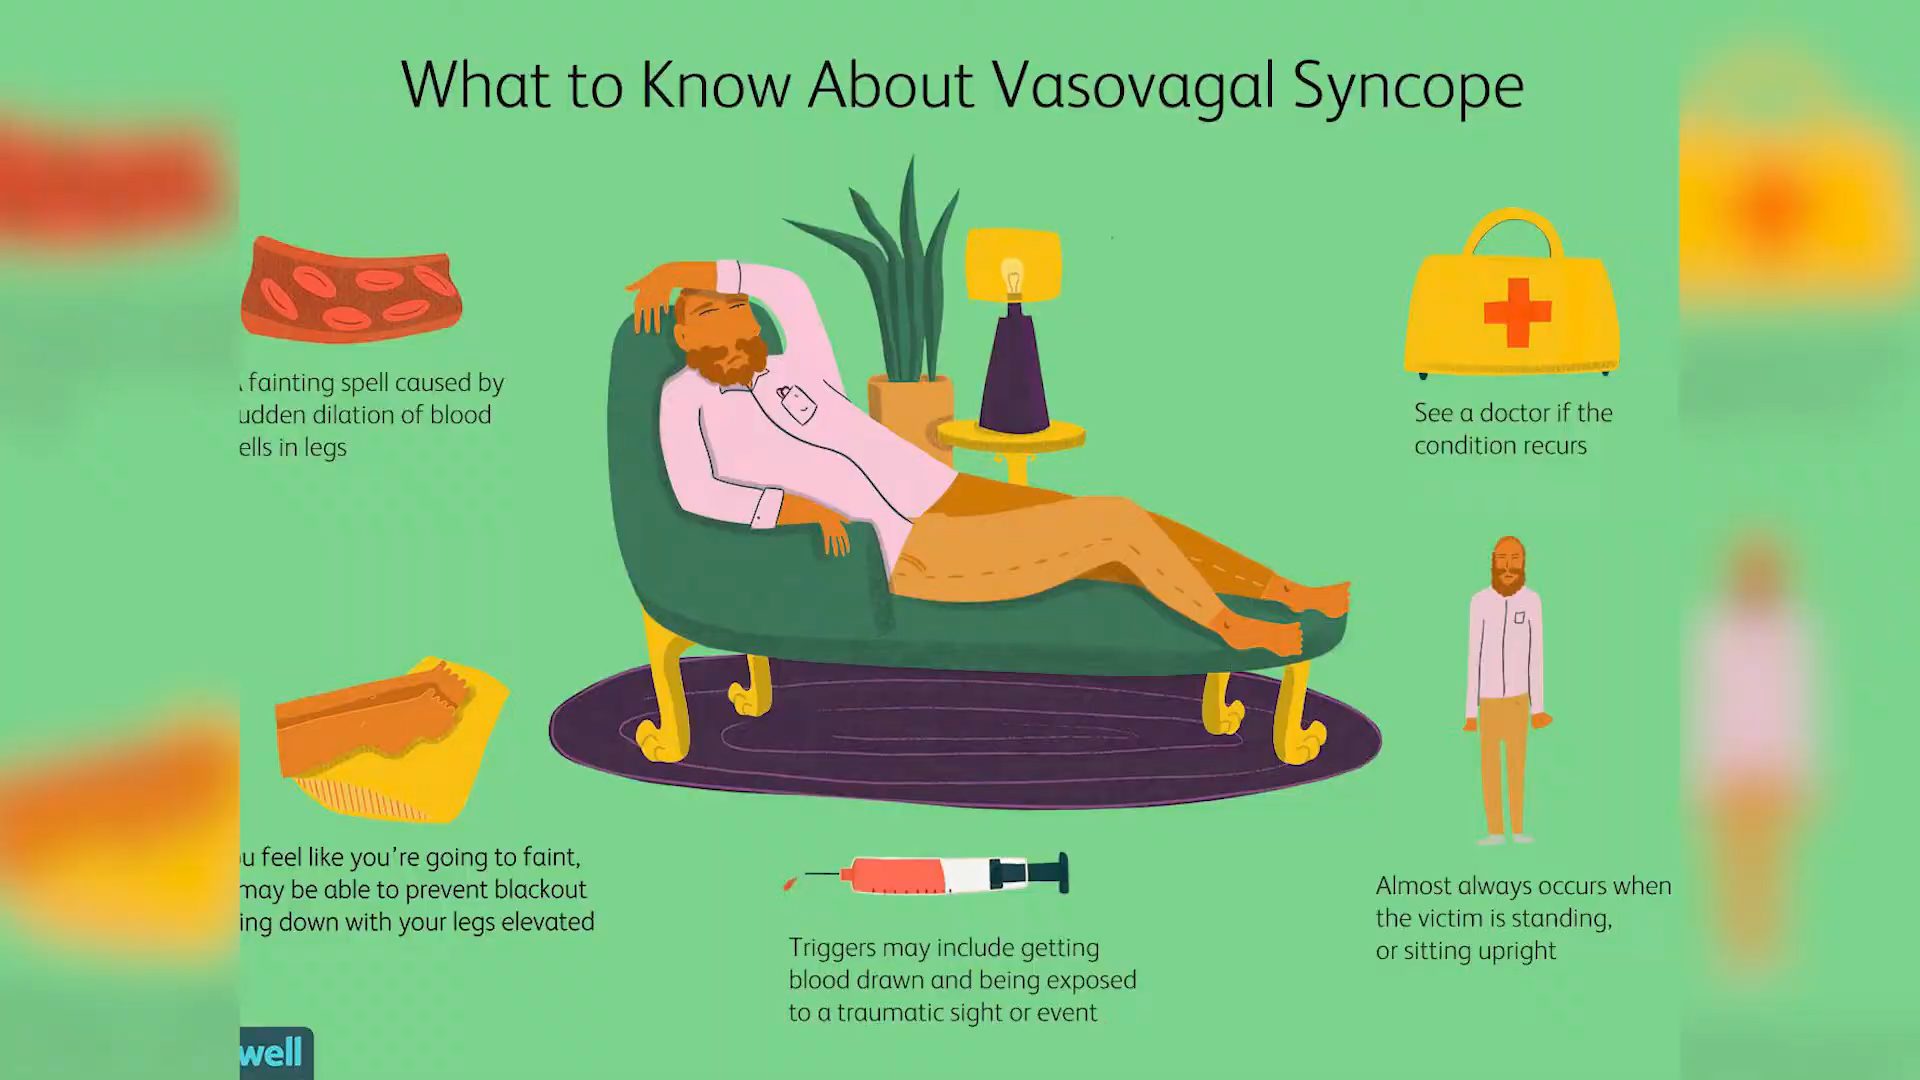 What to Know About Vasovagal Syncope
fainting spell caused by
udden dilation of blood
ells in legs
See a doctor if the
condition recurs
u feel like you're going to faint,
may be able to prevent blackout
ing down with your legs elevated
Triggers may include getting
blood drawn and being exposed
to a traumatic sight or event
Almost always occurs when
the victim is standing,
or sitting upright
well